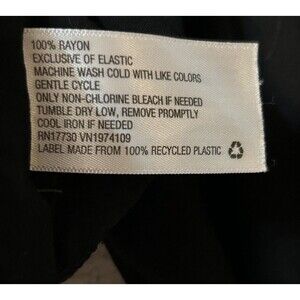 100% RAYON
EXCLUSIVE OF ELASTIC
MACHINE WASH COLD WITH LIKE COLORS
GENTLE CYCLE
ONLY NON-CHLORINE BLEACH IF NEEDED
TUMBLE DRY LOW, REMOVE PROMPTLY
COOL IRON IF NEEDED
RN17730 VN1974109
LABEL MADE FROM 100% RECYCLED PLASTIC